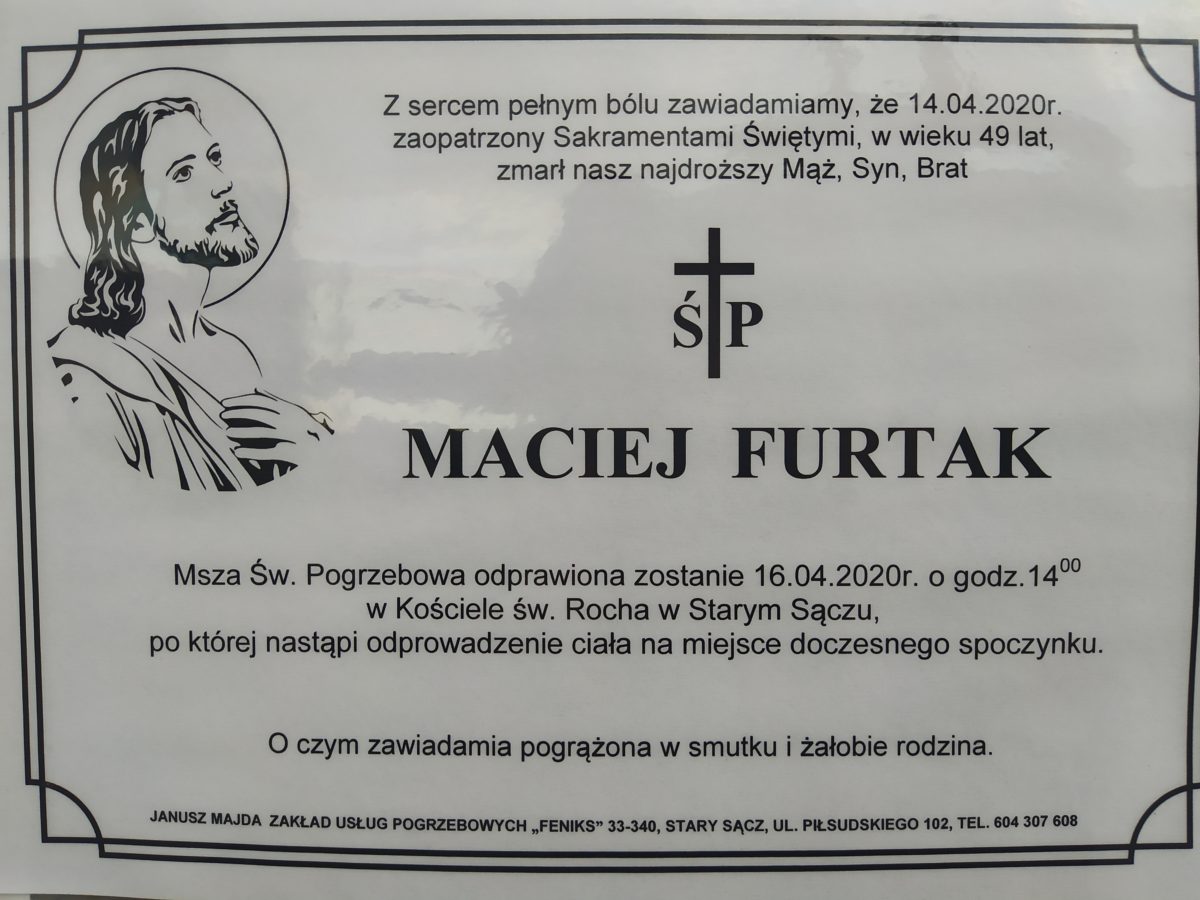 Z sercem pełnym bólu zawiadamiamy, że 14.04.2020r.
zaopatrzony Sakramentami Świętymi, w wieku 49 lat,
zmarł nasz najdroższy Mąż, Syn, Brat
Ś P
MACIEJ FURTAK
Msza Św. Pogrzebowa odprawiona zostanie 16.04.2020r. o godz.14⁰⁰
w Kościele św. Rocha w Starym Sączu,
po której nastąpi odprowadzenie ciała na miejsce doczesnego spoczynku.
O czym zawiadamia pogrążona w smutku i żałobie rodzina.
JANUSZ MAJDA ZAKŁAD USŁUG POGRZEBOWYCH „FENIKS” 33-340, STARY SĄCZ, UL. PIŁSUDSKIEGO 102, TEL. 604 307 608